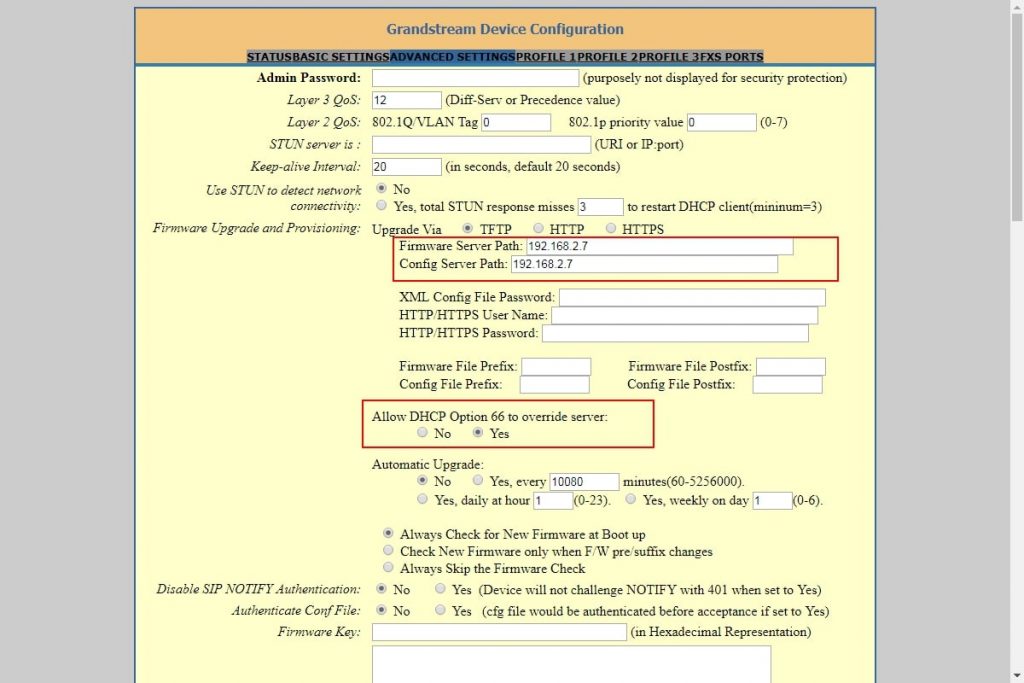 Grandstream Device Configuration
STATUS BASIC SETTINGS ADVANCED SETTINGS PROFILE 1 PROFILE 2 PROFILE 3 FXS PORTS
Admin Password: (purposely not displayed for security protection)
Layer 3 QoS: 12 (Diff-Serv or Precedence value)
Layer 2 QoS: 802.1Q/VLAN Tag 0 802.1p priority value 0 (0-7)
STUN server is : (URI or IP:port)
Keep-alive Interval: 20 (in seconds, default 20 seconds)
Use STUN to detect network connectivity: No
Yes, total STUN response misses 3 to restart DHCP client(mininum=3)
Firmware Upgrade and Provisioning: Upgrade Via TFTP HTTP HTTPS
Firmware Server Path: 192.168.2.7
Config Server Path: 192.168.2.7
XML Config File Password:
HTTP/HTTPS User Name:
HTTP/HTTPS Password:
Firmware File Prefix: Firmware File Postfix:
Config File Prefix: Config File Postfix:
Allow DHCP Option 66 to override server:
No Yes
Automatic Upgrade:
No Yes, every 10080 minutes(60-5256000).
Yes, daily at hour 1 (0-23). Yes, weekly on day 1 (0-6).
Always Check for New Firmware at Boot up
Check New Firmware only when F/W pre/suffix changes
Always Skip the Firmware Check
Disable SIP NOTIFY Authentication: No Yes (Device will not challenge NOTIFY with 401 when set to Yes)
Authenticate Conf File: No Yes (cfg file would be authenticated before acceptance if set to Yes)
Firmware Key: (in Hexadecimal Representation)